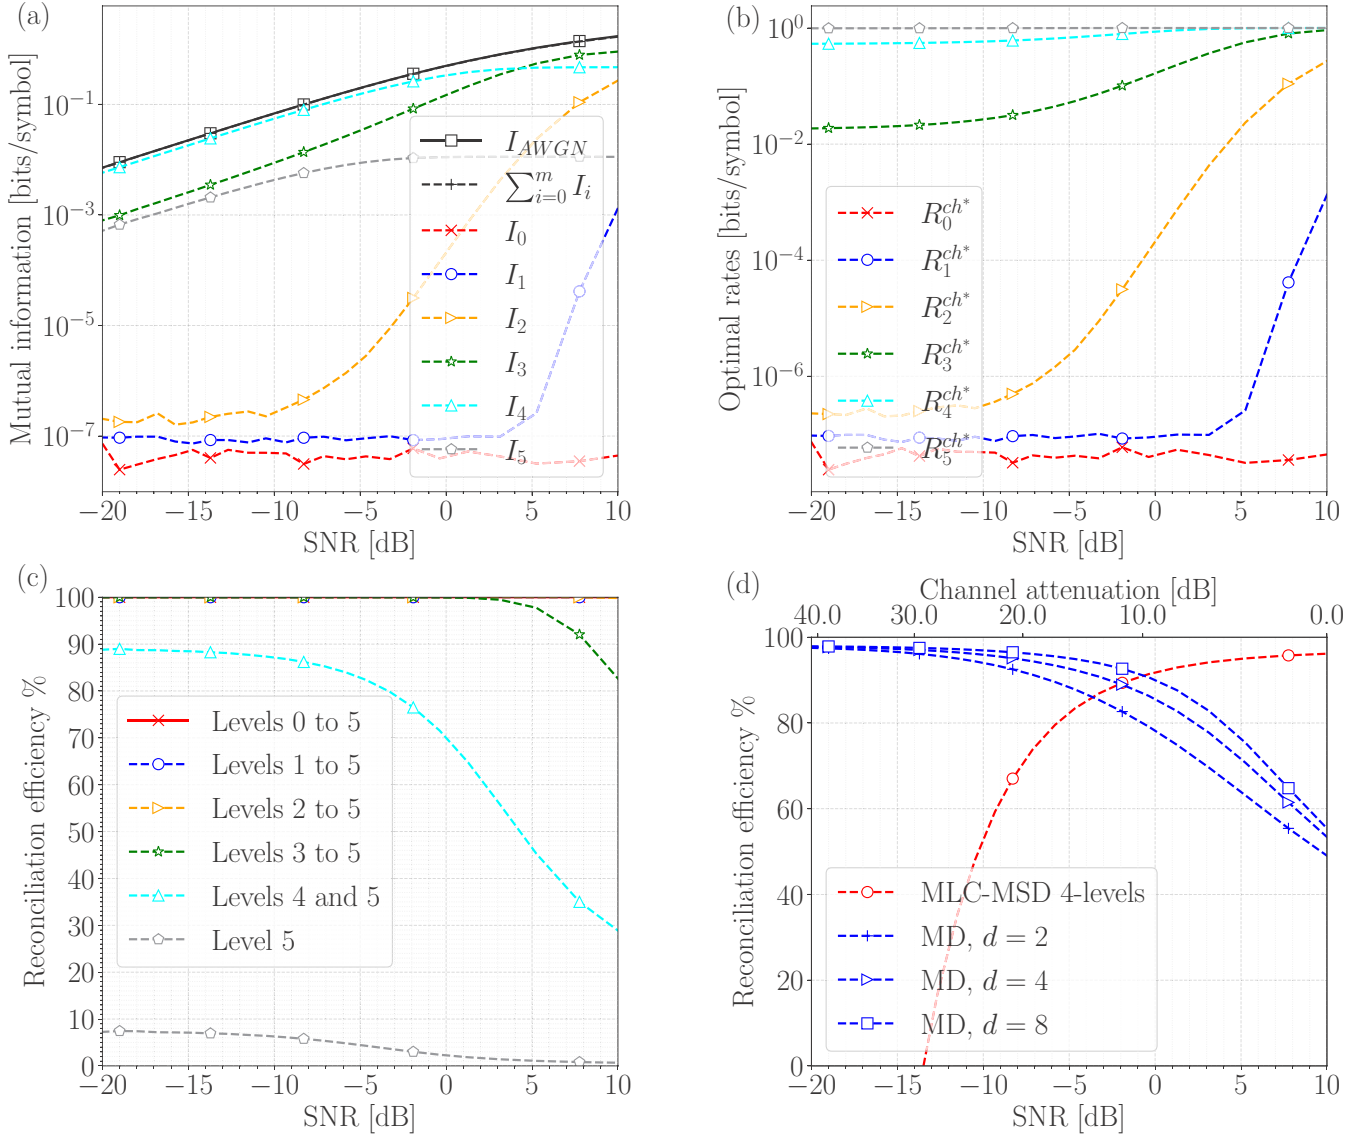 (a)
Mutual information [bits/symbol]
10⁻¹
10⁻³
10⁻⁵
10⁻⁷
I_{AWGN}
∑_{i=0}^{m} I_i
I_0
I_1
I_2
I_3
I_4
I_5
−20 −15 −10 −5 0 5 10
SNR [dB]
(b)
Optimal rates [bits/symbol]
10⁰
10⁻²
10⁻⁴
10⁻⁶
R_0^{ch*}
R_1^{ch*}
R_2^{ch*}
R_3^{ch*}
R_4^{ch*}
R_5^{ch*}
−20 −15 −10 −5 0 5 10
SNR [dB]
(c)
Reconciliation efficiency %
100
90
80
70
60
50
40
30
20
10
0
Levels 0 to 5
Levels 1 to 5
Levels 2 to 5
Levels 3 to 5
Levels 4 and 5
Level 5
−20 −15 −10 −5 0 5 10
SNR [dB]
(d)
Channel attenuation [dB]
40.0 30.0 20.0 10.0 0.0
Reconciliation efficiency %
100
80
60
40
20
0
MLC-MSD 4-levels
MD, d = 2
MD, d = 4
MD, d = 8
−20 −15 −10 −5 0 5 10
SNR [dB]